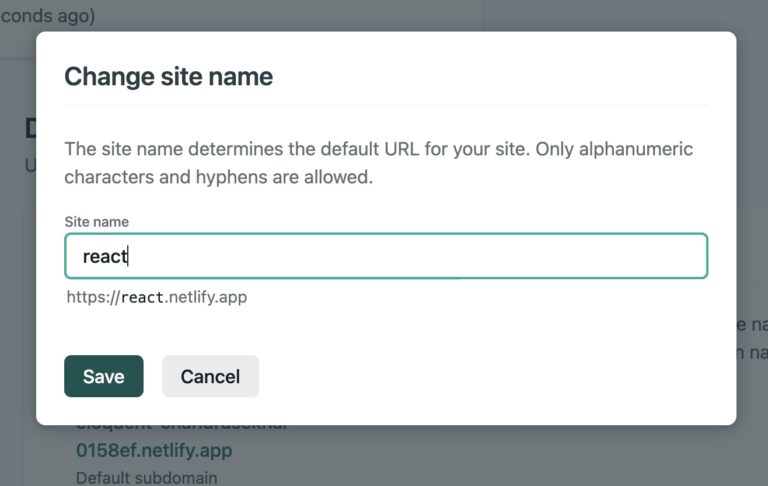 conds ago)
Change site name
The site name determines the default URL for your site. Only alphanumeric
characters and hyphens are allowed.
Site name
react
https://react.netlify.app
e na
n na
Save Cancel
0158ef.netlify.app
Default subdomain